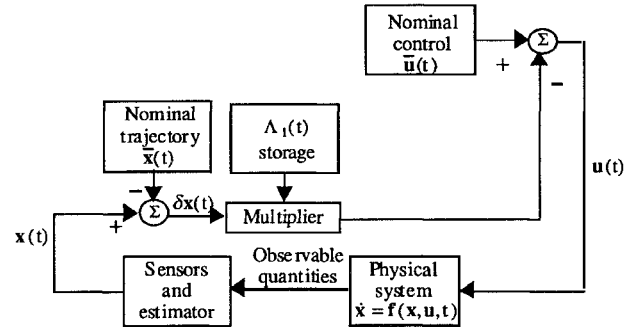 Nominal
control
u̅(t)
Σ
+
−
Nominal
trajectory
x̅(t)
Λ₁(t)
storage
u(t)
−
Σ
δx(t)
+
Multiplier
x(t)
Observable
quantities
Sensors
and
estimator
Physical
system
ẋ = f(x,u,t)